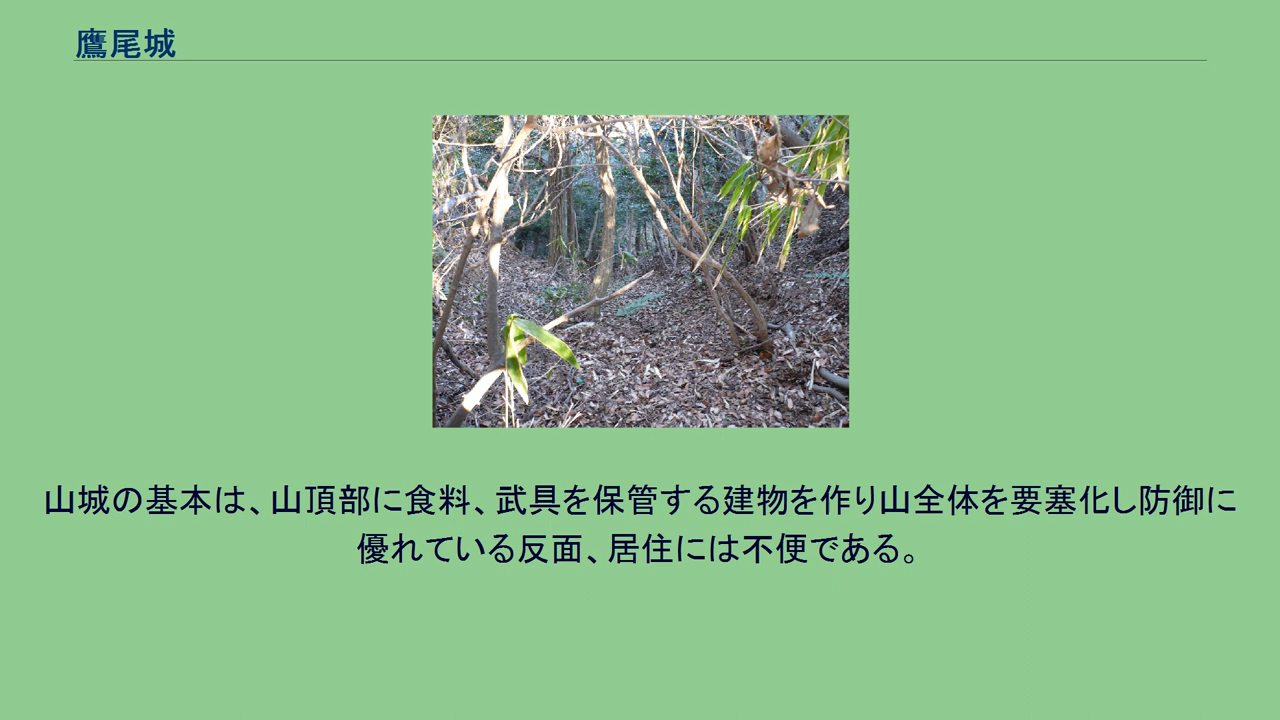 鷹尾城
山城の基本は、山頂部に食料、武具を保管する建物を作り山全体を要塞化し防御に
優れている反面、居住には不便である。